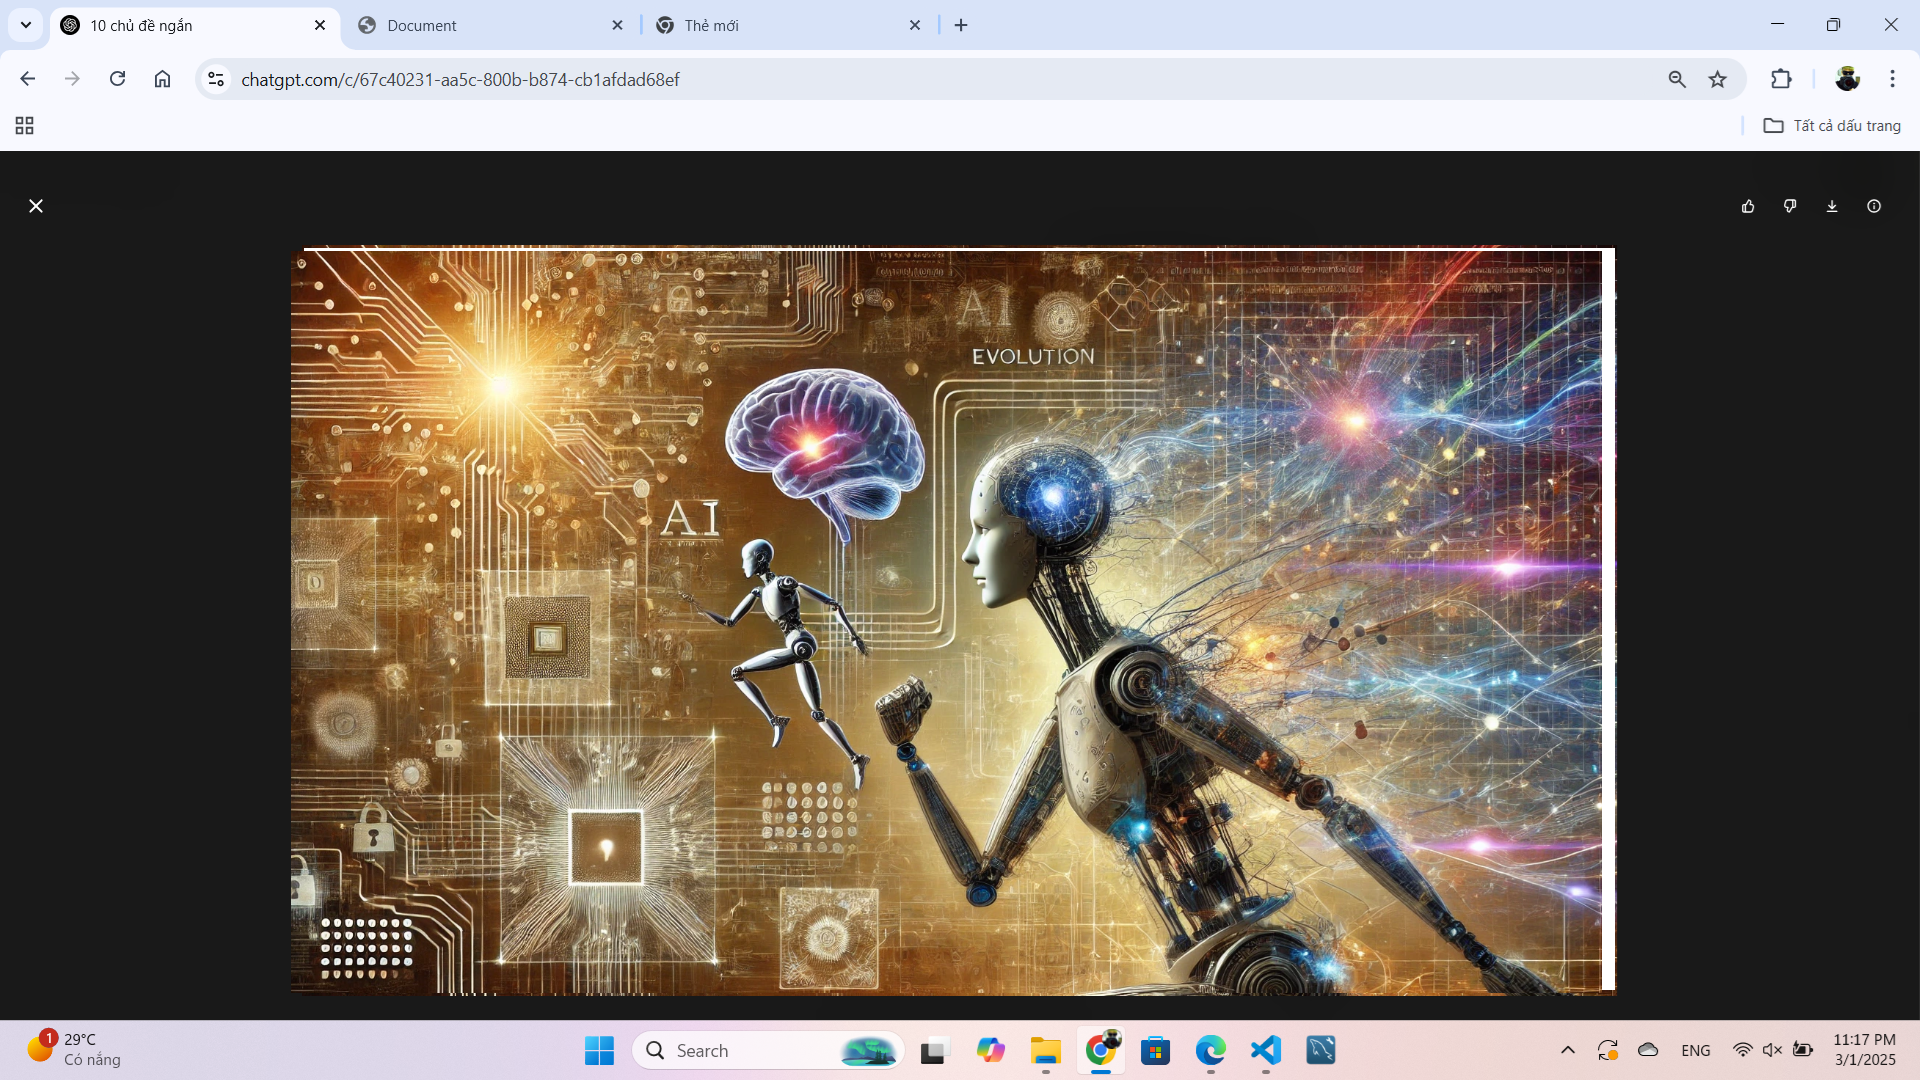 10 chủ đề ngắn
Document
Thẻ mới
chatgpt.com/c/67c40231-aa5c-800b-b874-cb1afdad68ef
Tất cả dấu trang
AI
EVOLUTION
AI
1
29°C
Có nắng
Search
ENG
11:17 PM
3/1/2025